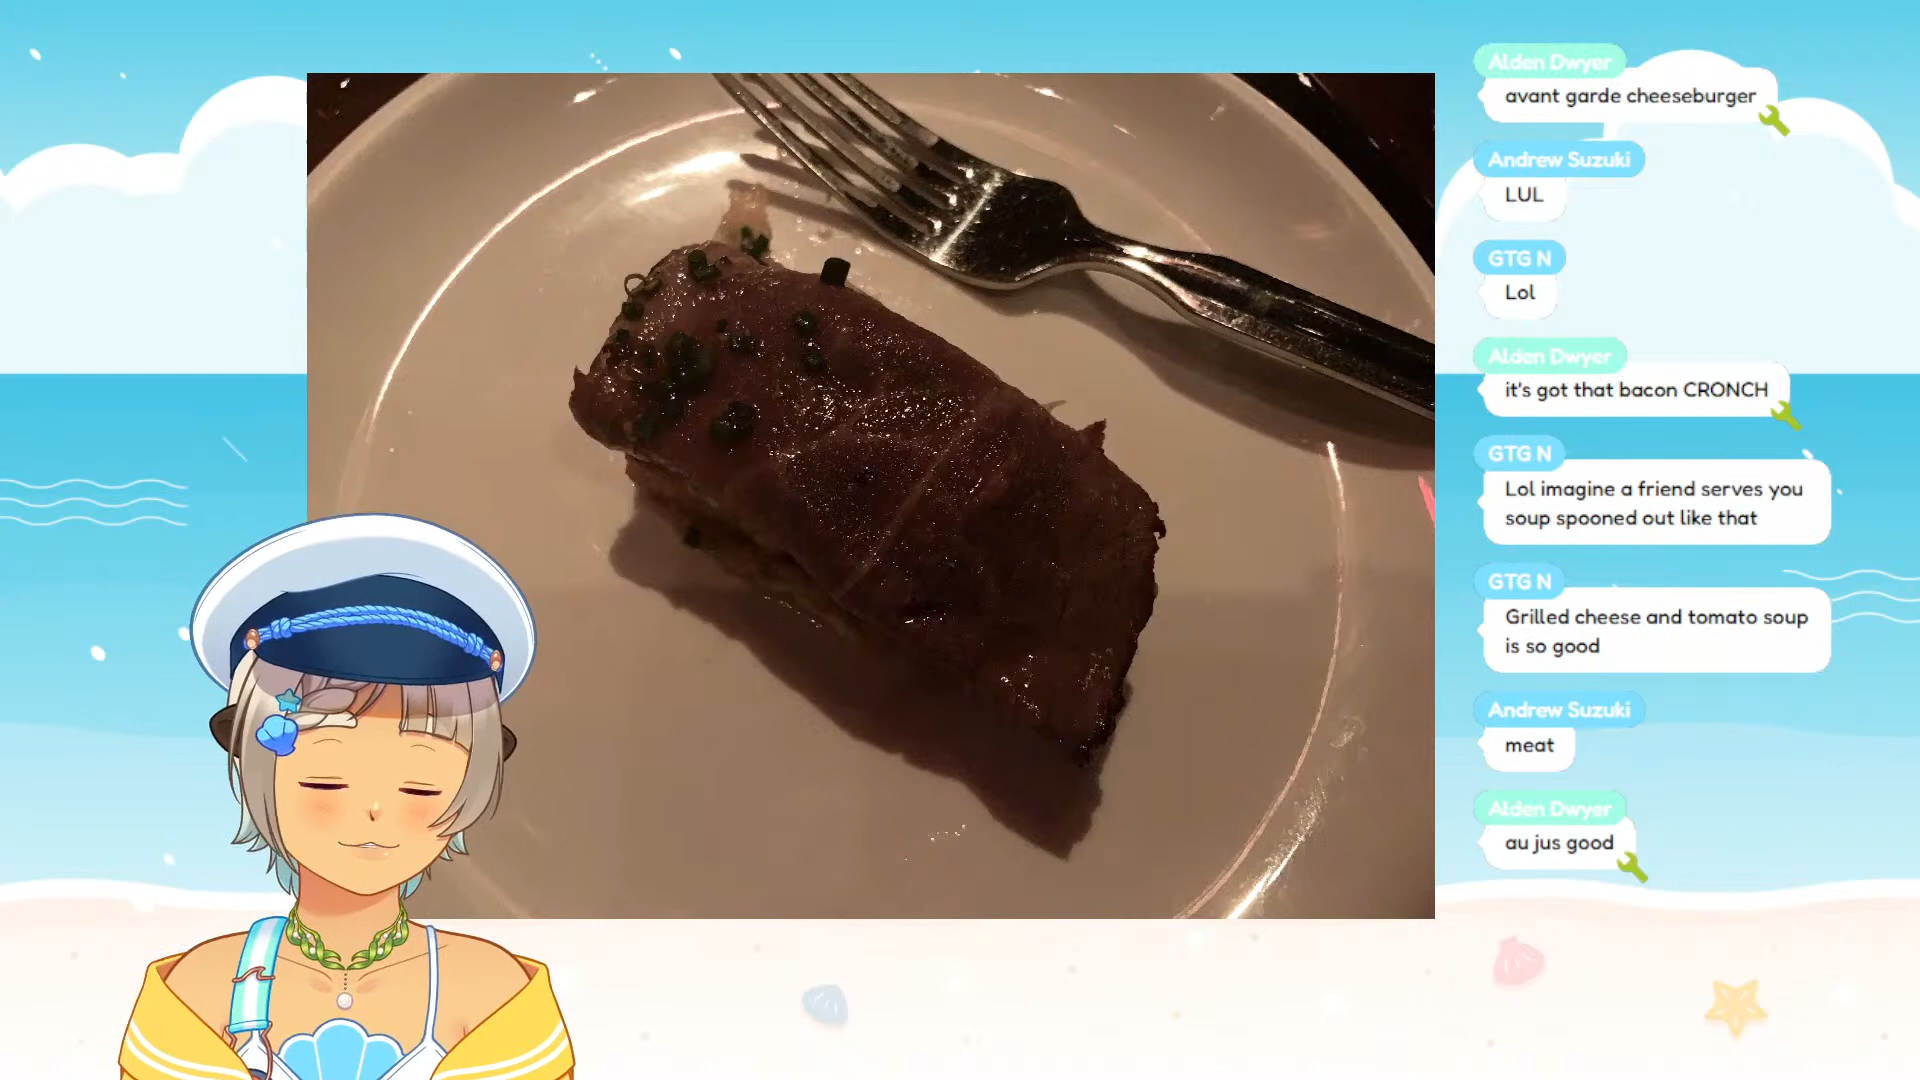 Alden Dwyer
avant garde cheeseburger
Andrew Suzuki
LUL
GTG N
Lol
Alden Dwyer
it's got that bacon CRONCH
GTG N
Lol imagine a friend serves you
soup spooned out like that
GTG N
Grilled cheese and tomato soup
is so good
Andrew Suzuki
meat
Alden Dwyer
au jus good